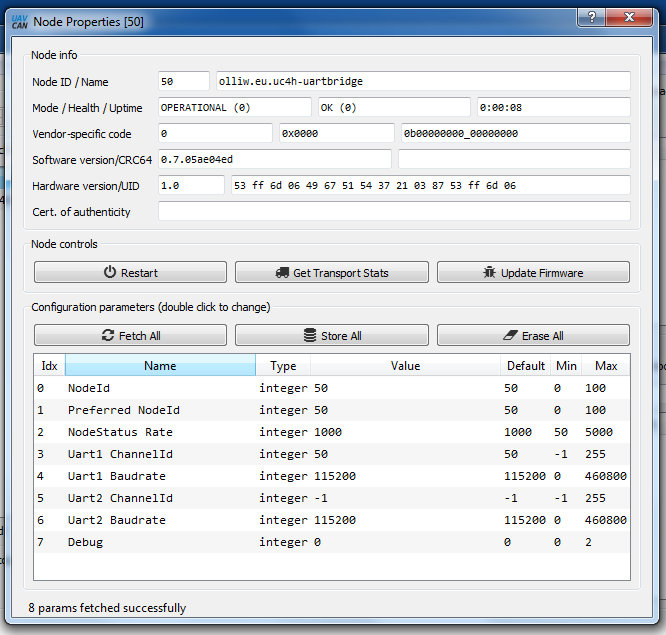 UAV
CAN
Node Properties [50]
Node info
Node ID / Name 50 olliw.eu.uc4h-uartbridge
Mode / Health / Uptime OPERATIONAL (0) OK (0) 0:00:08
Vendor-specific code 0 0x0000 0b00000000_00000000
Software version/CRC64 0.7.05ae04ed
Hardware version/UID 1.0 53 ff 6d 06 49 67 51 54 37 21 03 87 53 ff 6d 06
Cert. of authenticity
Node controls
Restart Get Transport Stats Update Firmware
Configuration parameters (double click to change)
Fetch All Store All Erase All
Idx Name Type Value Default Min Max
0 NodeId integer 50 50 0 100
1 Preferred NodeId integer 50 50 0 100
2 NodeStatus Rate integer 1000 1000 50 5000
3 Uart1 ChannelId integer 50 50 -1 255
4 Uart1 Baudrate integer 115200 115200 0 460800
5 Uart2 ChannelId integer -1 -1 -1 255
6 Uart2 Baudrate integer 115200 115200 0 460800
7 Debug integer 0 0 0 2
8 params fetched successfully